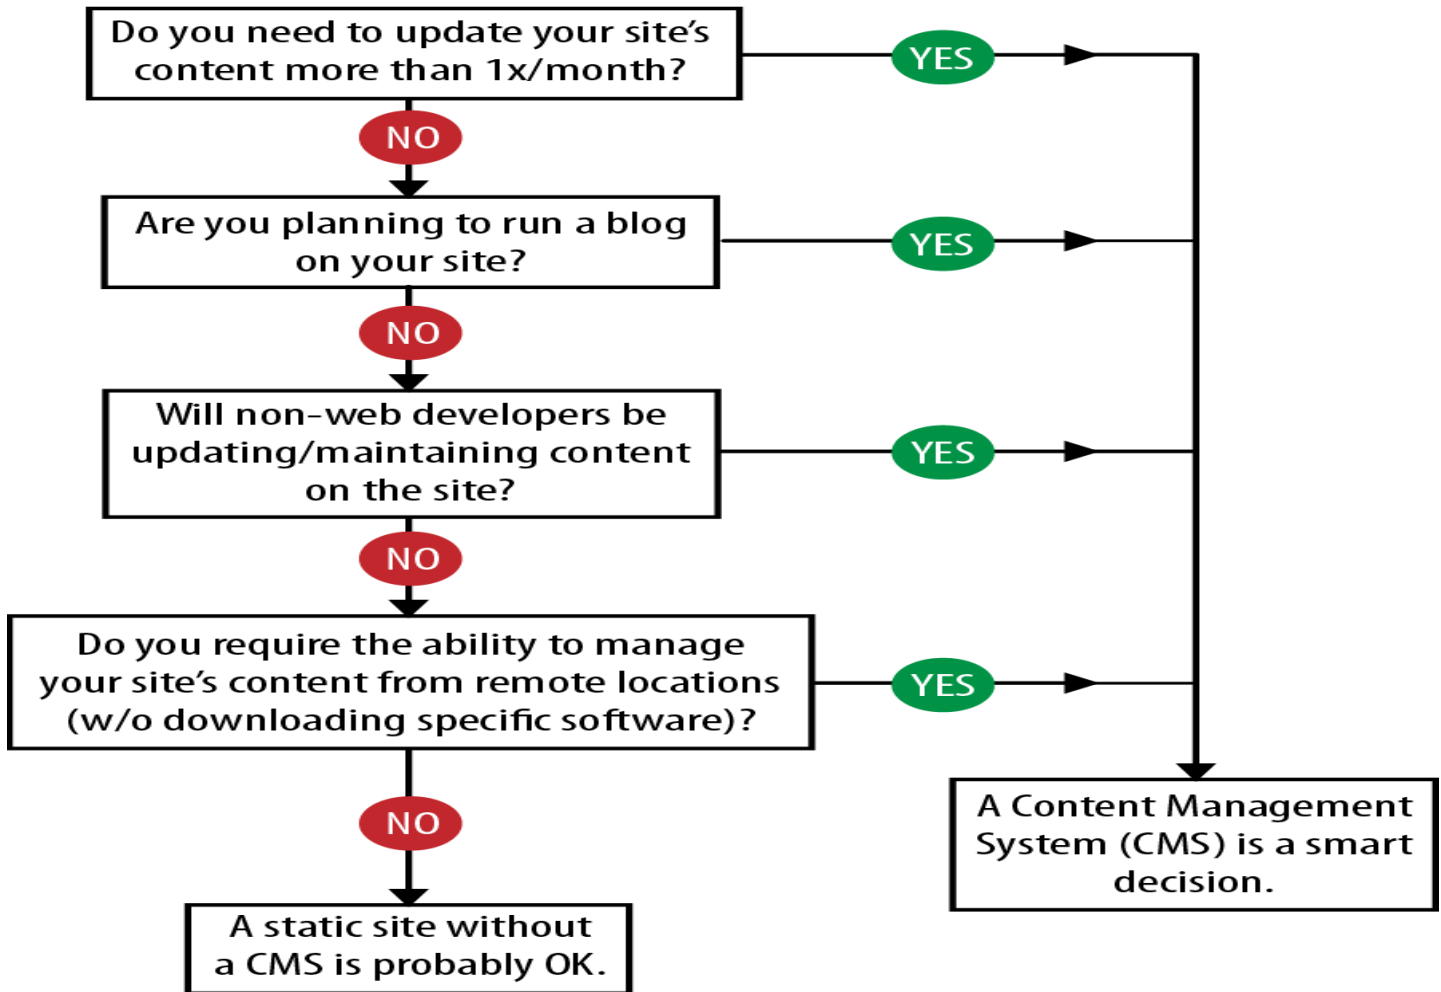 Do you need to update your site's
content more than 1x/month?
YES
NO
Are you planning to run a blog
on your site?
YES
NO
Will non-web developers be
updating/maintaining content
on the site?
YES
NO
Do you require the ability to manage
your site's content from remote locations
(w/o downloading specific software)?
YES
NO
A Content Management
System (CMS) is a smart
decision.
A static site without
a CMS is probably OK.